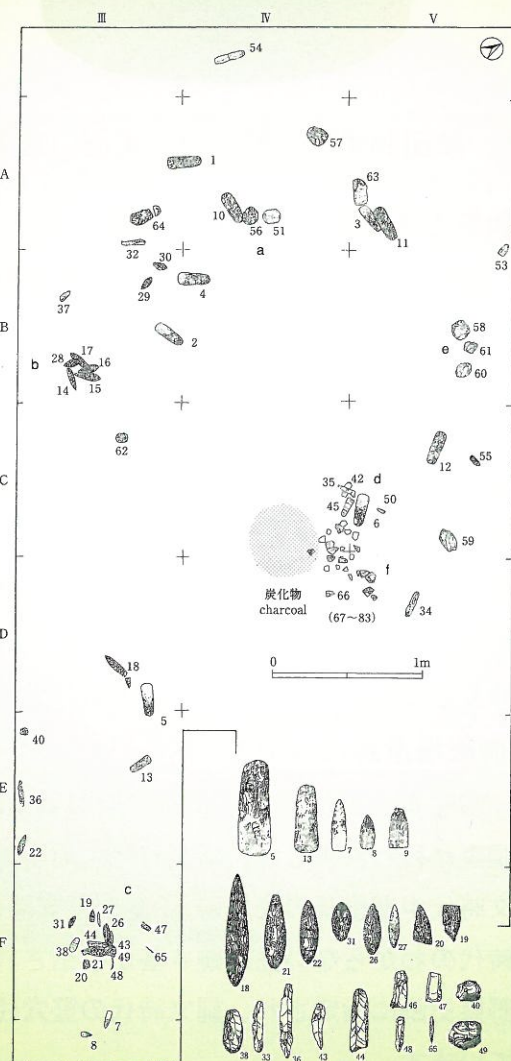 III IV V
54
57
A
1
63
10 56 51
3
11
64
32
a
53
30
29
4
37
B
2
58
e 61
60
17
28 16
b
14 15
62
12
55
C
35 42 d
45
6
50
59
f
炭化物
charcoal
66
(67～83)
34
D
0 1m
18
5
40
13
E
36
22
5 13 7 8 9
c
19 27
31
26
44 43
38
49
20 21 48
47
65
F
18 21 22 31 26 27 20 19
46 47 40
38 33 36 43 44 48 65 49
7
8